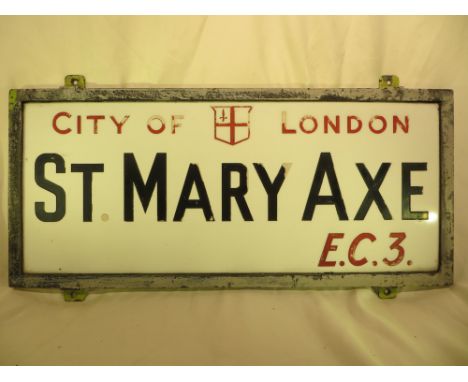 CITY OF LONDON
ST. MARY AXE
E.C.3.